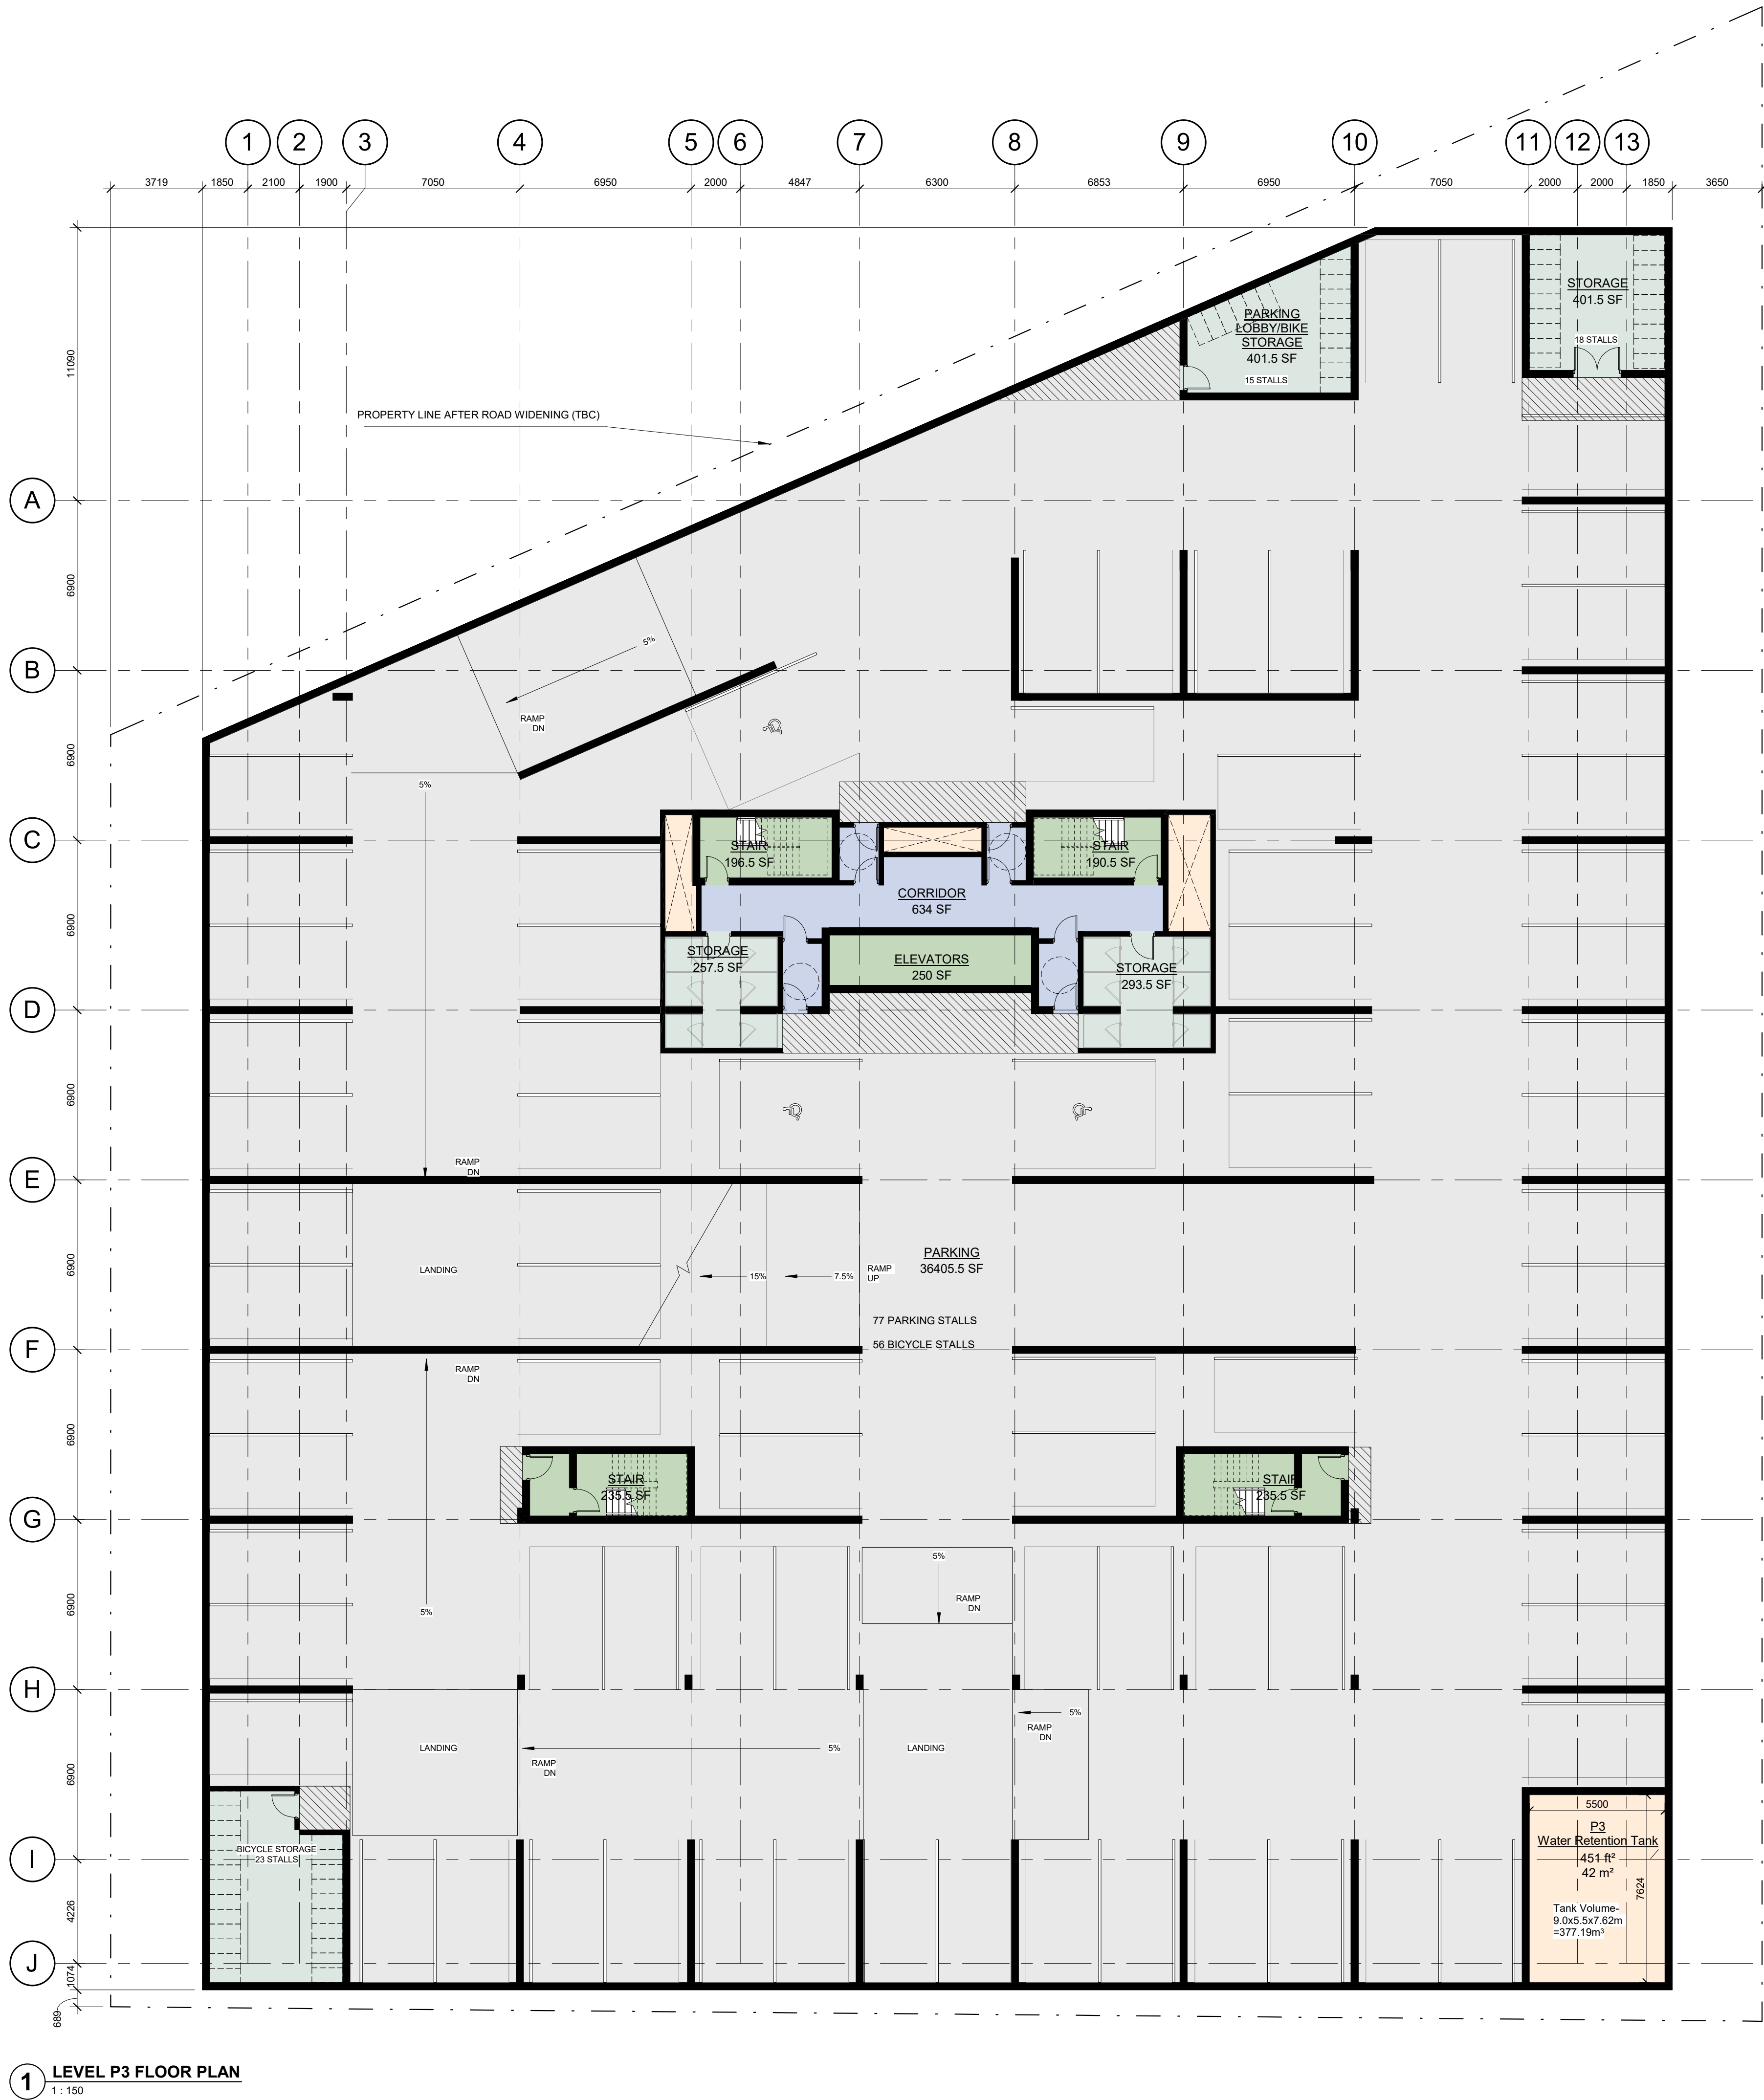 1
2
3
4
5
6
7
8
9
10
11
12
13
3719
1850
2100
1900
7050
6950
2000
4847
6300
6853
6950
7050
2000
2000
1850
3650
STORAGE
401.5 SF
18 STALLS
PARKING
LOBBY/BIKE
STORAGE
401.5 SF
15 STALLS
11090
PROPERTY LINE AFTER ROAD WIDENING (TBC)
A
6900
5%
B
RAMP
DN
6900
5%
C
STAIR
196.5 SF
STAIR
190.5 SF
CORRIDOR
634 SF
6900
STORAGE
257.5 SF
ELEVATORS
250 SF
STORAGE
293.5 SF
D
6900
RAMP
DN
E
PARKING
36405.5 SF
6900
LANDING
15%
7.5%
RAMP
UP
77 PARKING STALLS
56 BICYCLE STALLS
F
RAMP
DN
6900
STAIR
235.5 SF
STAIR
235.5 SF
G
5%
RAMP
DN
6900
5%
H
5%
RAMP
DN
LANDING
5%
LANDING
RAMP
DN
6900
5500
P3
Water Retention Tank
451 ft²
42 m²
7624
Tank Volume-
9.0x5.5x7.62m
=377.19m³
BICYCLE STORAGE
23 STALLS
I
4226
J
1074
689
1
LEVEL P3 FLOOR PLAN
1 : 150